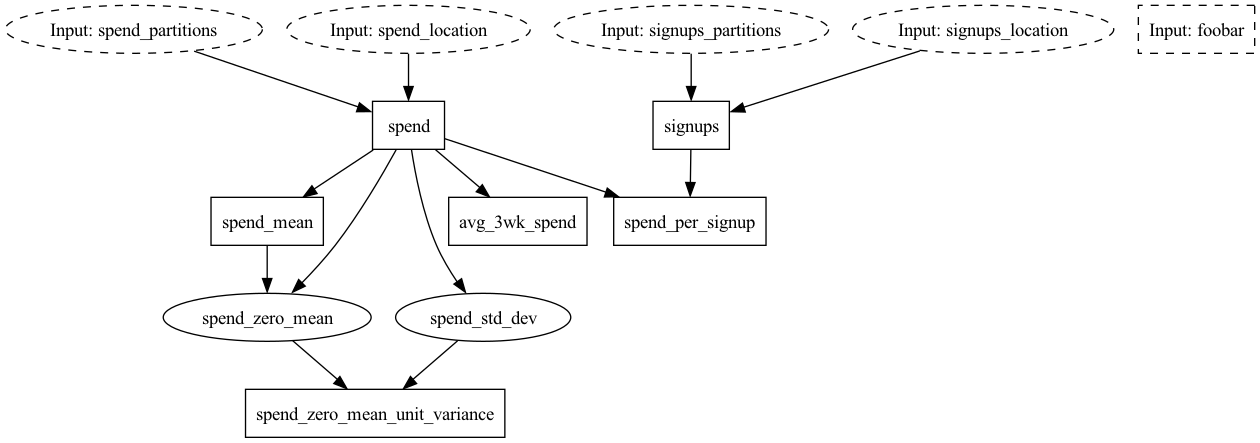 Input: spend_partitions
Input: spend_location
Input: signups_partitions
Input: signups_location
Input: foobar
spend
signups
spend_mean
avg_3wk_spend
spend_per_signup
spend_zero_mean
spend_std_dev
spend_zero_mean_unit_variance